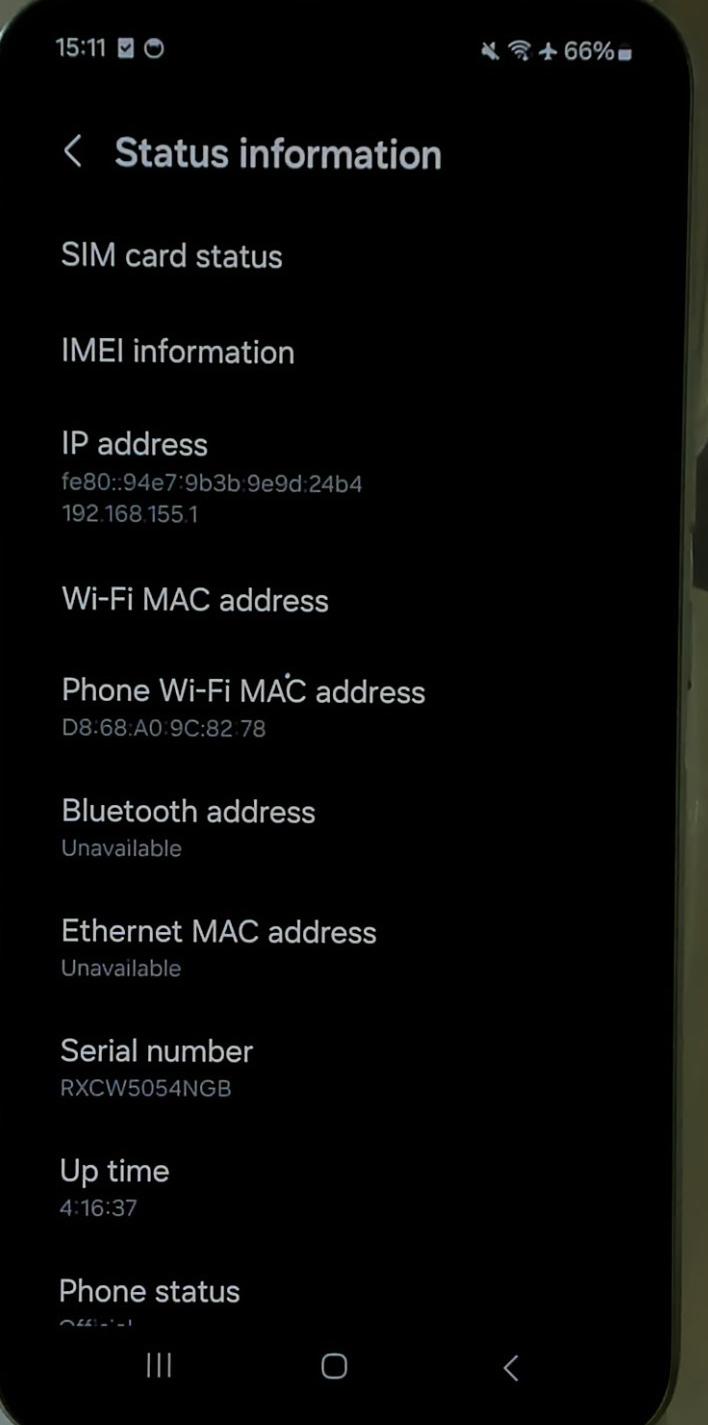 15:11
66%
Status information
SIM card status
IMEI information
IP address
fe80::94e7:9b3b:9e9d:24b4
192.168.155.1
Wi-Fi MAC address
Phone Wi-Fi MAC address
D8:68:A0:9C:82:78
Bluetooth address
Unavailable
Ethernet MAC address
Unavailable
Serial number
RXCW5054NGB
Up time
4:16:37
Phone status